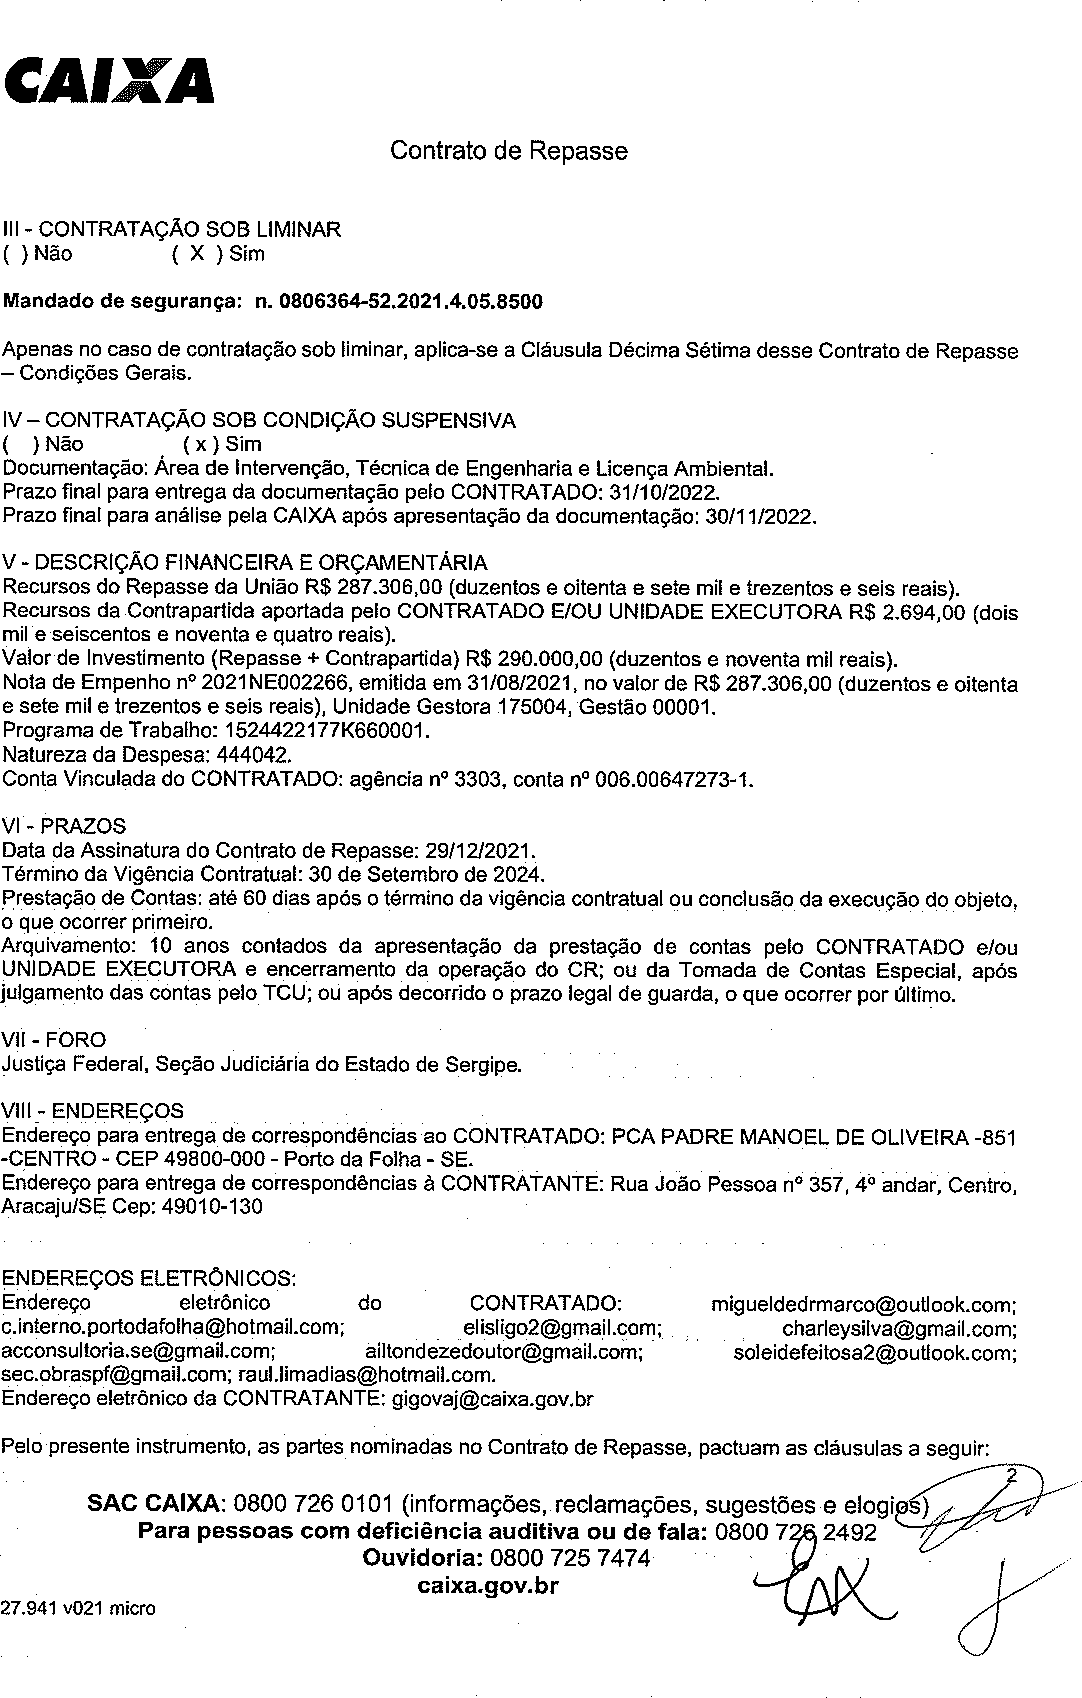 CAIXA
Contrato de Repasse
III - CONTRATAÇÃO SOB LIMINAR
( ) Não ( X ) Sim
Mandado de segurança: n. 0806364-52.2021.4.05.8500
Apenas no caso de contratação sob liminar, aplica-se a Cláusula Décima Sétima desse Contrato de Repasse
– Condições Gerais.
IV – CONTRATAÇÃO SOB CONDIÇÃO SUSPENSIVA
( ) Não ( x ) Sim
Documentação: Área de Intervenção, Técnica de Engenharia e Licença Ambiental.
Prazo final para entrega da documentação pelo CONTRATADO: 31/10/2022.
Prazo final para análise pela CAIXA após apresentação da documentação: 30/11/2022.
V - DESCRIÇÃO FINANCEIRA E ORÇAMENTÁRIA
Recursos do Repasse da União R$ 287.306,00 (duzentos e oitenta e sete mil e trezentos e seis reais).
Recursos da Contrapartida aportada pelo CONTRATADO E/OU UNIDADE EXECUTORA R$ 2.694,00 (dois
mil e seiscentos e noventa e quatro reais).
Valor de Investimento (Repasse + Contrapartida) R$ 290.000,00 (duzentos e noventa mil reais).
Nota de Empenho nº 2021NE002266, emitida em 31/08/2021, no valor de R$ 287.306,00 (duzentos e oitenta
e sete mil e trezentos e seis reais), Unidade Gestora 175004, Gestão 00001.
Programa de Trabalho: 1524422177K660001.
Natureza da Despesa: 444042.
Conta Vinculada do CONTRATADO: agência nº 3303, conta nº 006.00647273-1.
VI - PRAZOS
Data da Assinatura do Contrato de Repasse: 29/12/2021.
Término da Vigência Contratual: 30 de Setembro de 2024.
Prestação de Contas: até 60 dias após o término da vigência contratual ou conclusão da execução do objeto,
o que ocorrer primeiro.
Arquivamento: 10 anos contados da apresentação da prestação de contas pelo CONTRATADO e/ou
UNIDADE EXECUTORA e encerramento da operação do CR; ou da Tomada de Contas Especial, após
julgamento das contas pelo TCU; ou após decorrido o prazo legal de guarda, o que ocorrer por último.
VII - FORO
Justiça Federal, Seção Judiciária do Estado de Sergipe.
VIII - ENDEREÇOS
Endereço para entrega de correspondências ao CONTRATADO: PCA PADRE MANOEL DE OLIVEIRA -851
-CENTRO - CEP 49800-000 - Porto da Folha - SE.
Endereço para entrega de correspondências à CONTRATANTE: Rua João Pessoa nº 357, 4º andar, Centro,
Aracaju/SE Cep: 49010-130
ENDEREÇOS ELETRÔNICOS:
Endereço eletrônico do CONTRATADO: migueldedrmarco@outlook.com;
c.interno.portodafolha@hotmail.com; elisligo2@gmail.com; charleysilva@gmail.com;
acconsultoria.se@gmail.com; ailtondezedoutor@gmail.com; soleidefeitosa2@outlook.com;
sec.obraspf@gmail.com; raul.limadias@hotmail.com.
Endereço eletrônico da CONTRATANTE: gigovaj@caixa.gov.br
Pelo presente instrumento, as partes nominadas no Contrato de Repasse, pactuam as cláusulas a seguir:
2
SAC CAIXA: 0800 726 0101 (informações, reclamações, sugestões e elogios)
Para pessoas com deficiência auditiva ou de fala: 0800 726 2492
Ouvidoria: 0800 725 7474
caixa.gov.br
27.941 v021 micro